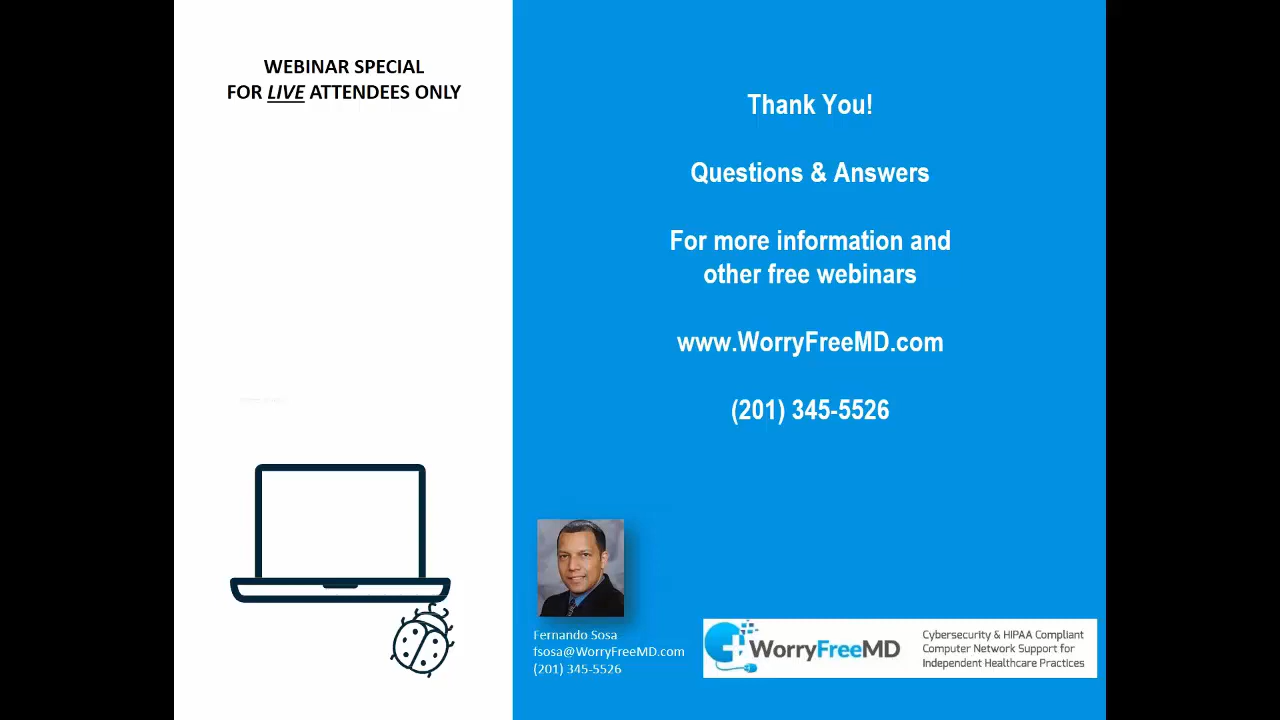 WEBINAR SPECIAL
FOR LIVE ATTENDEES ONLY
Thank You!
Questions & Answers
For more information and
other free webinars
www.WorryFreeMD.com
(201) 345-5526
Fernando Sosa
fsosa@WorryFreeMD.com
(201) 345-5526
WorryFreeMD
Cybersecurity & HIPAA Compliant
Computer Network Support for
Independent Healthcare Practices